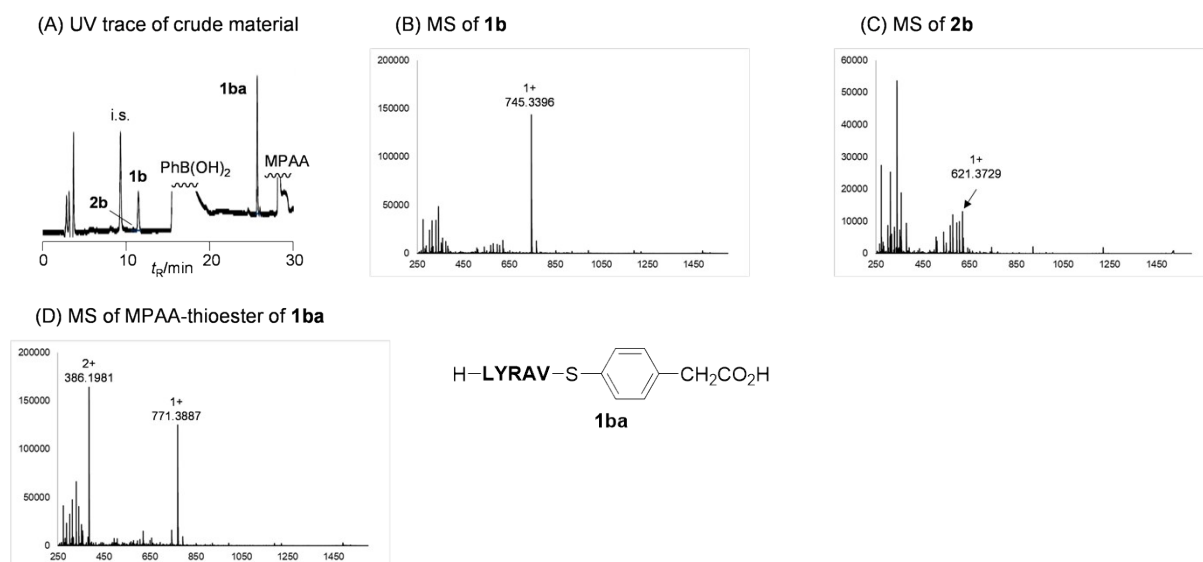 (A) UV trace of crude material
1ba
i.s.
PhB(OH)2
MPAA
1b
2b
0 10 20 30
tR/min
(B) MS of 1b
200000
150000
100000
50000
0
1+
745.3396
250 450 650 850 1050 1250 1450
(C) MS of 2b
60000
50000
40000
30000
20000
10000
0
1+
621.3729
250 450 650 850 1050 1250 1450
(D) MS of MPAA-thioester of 1ba
200000
150000
100000
50000
0
2+
386.1981
1+
771.3887
250 450 650 850 1050 1250 1450
H–LYRAV–S CH2CO2H
1ba